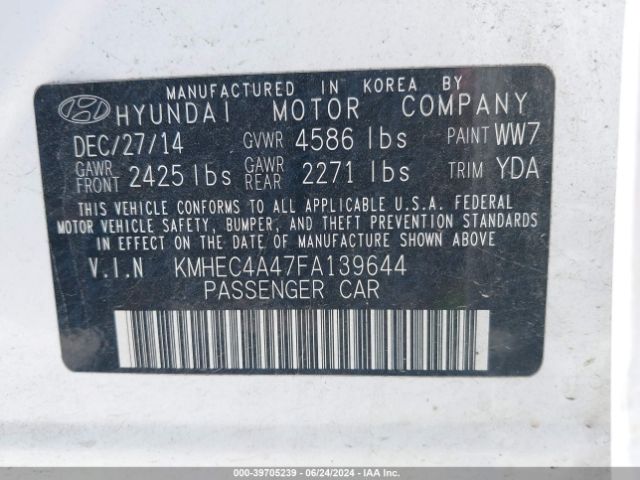 MANUFACTURED IN KOREA BY
HYUNDAI MOTOR COMPANY
DEC/27/14 GVWR 4586 lbs PAINT WW7
GAWR FRONT 2425 lbs GAWR REAR 2271 lbs TRIM YDA
THIS VEHICLE CONFORMS TO ALL APPLICABLE U.S.A. FEDERAL
MOTOR VEHICLE SAFETY, BUMPER, AND THEFT PREVENTION STANDARDS
IN EFFECT ON THE DATE OF MANUFACTURE SHOWN ABOVE
V.I.N KMHEC4A47FA139644
PASSENGER CAR
000-39705239 - 06/24/2024 - IAA Inc.